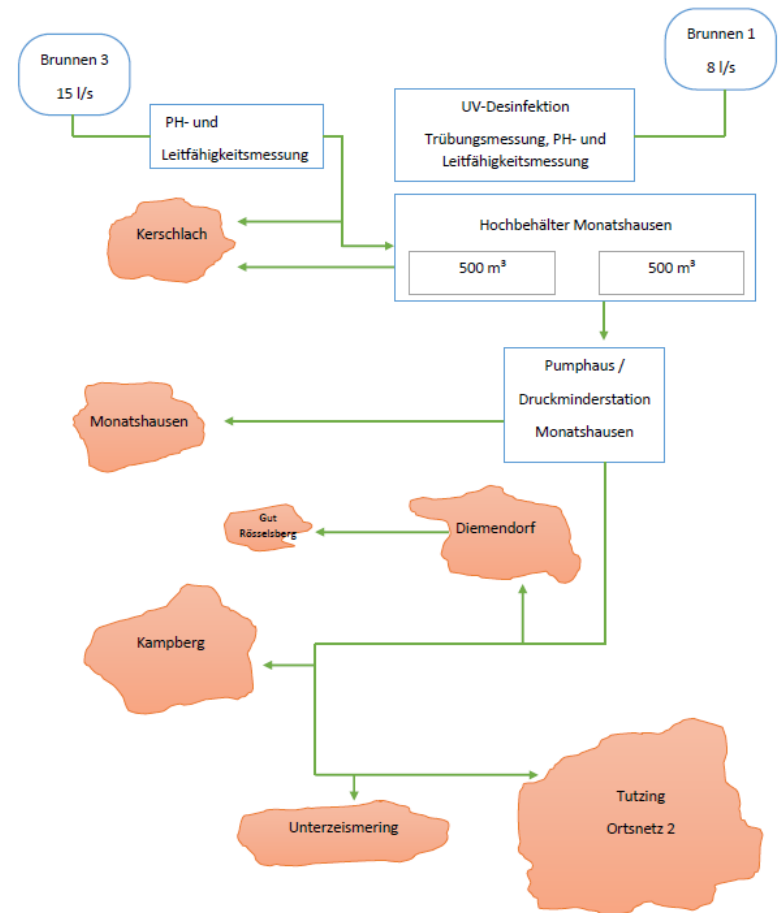 Brunnen 3
15 l/s
Brunnen 1
8 l/s
PH- und
Leitfähigkeitsmessung
UV-Desinfektion
Trübungsmessung, PH- und
Leitfähigkeitsmessung
Kerschlach
Hochbehälter Monatshausen
500 m³
500 m³
Pumphaus /
Druckminderstation
Monatshausen
Monatshausen
Gut
Rösselsberg
Diemendorf
Kampberg
Unterzeismering
Tutzing
Ortsnetz 2